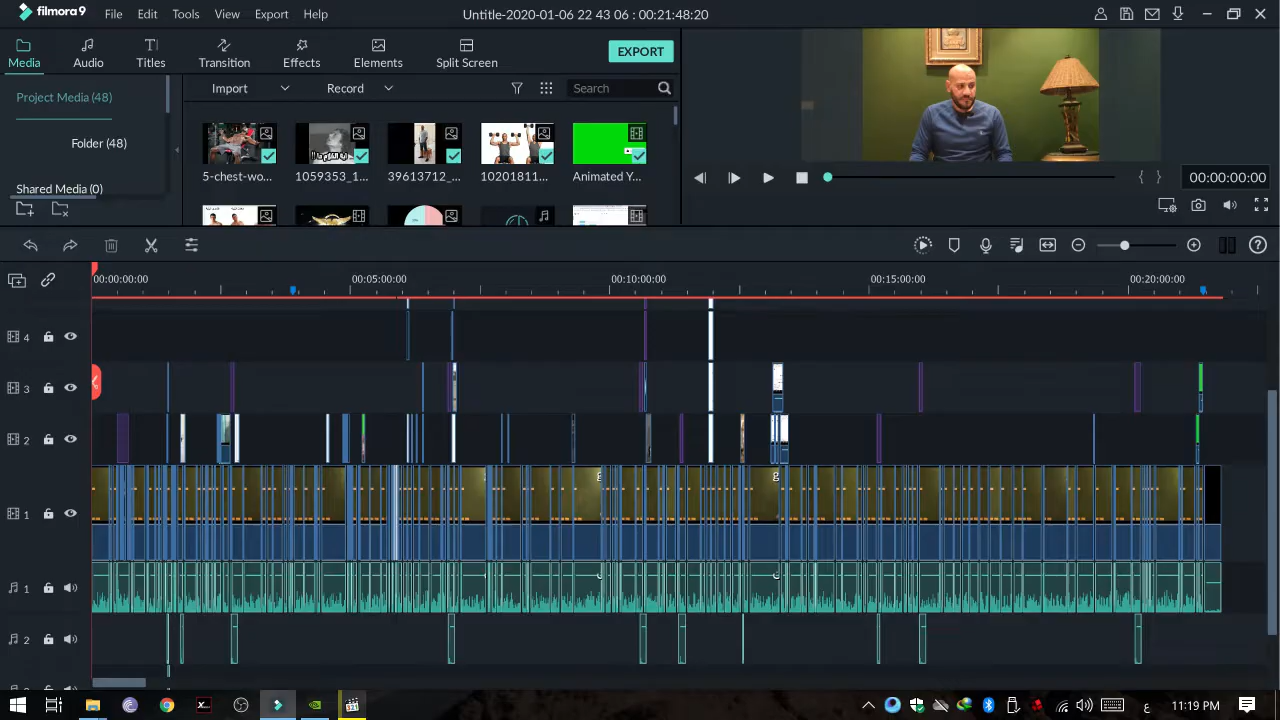 filmora 9 File Edit Tools View Export Help Untitle-2020-01-06 22 43 06 : 00:21:48:20
Media Audio Titles Transition Effects Elements Split Screen EXPORT
Project Media (48)
Folder (48)
Shared Media (0)
Import Record Search
5-chest-wo... 1059353_1... 39613712_... 10201811... Animated Y...
00:00:00:00
00:00:00:00 00:05:00:00 00:10:00:00 00:15:00:00 00:20:00:00
4
3
2
1
g g
1
2
ع 11:19 PM